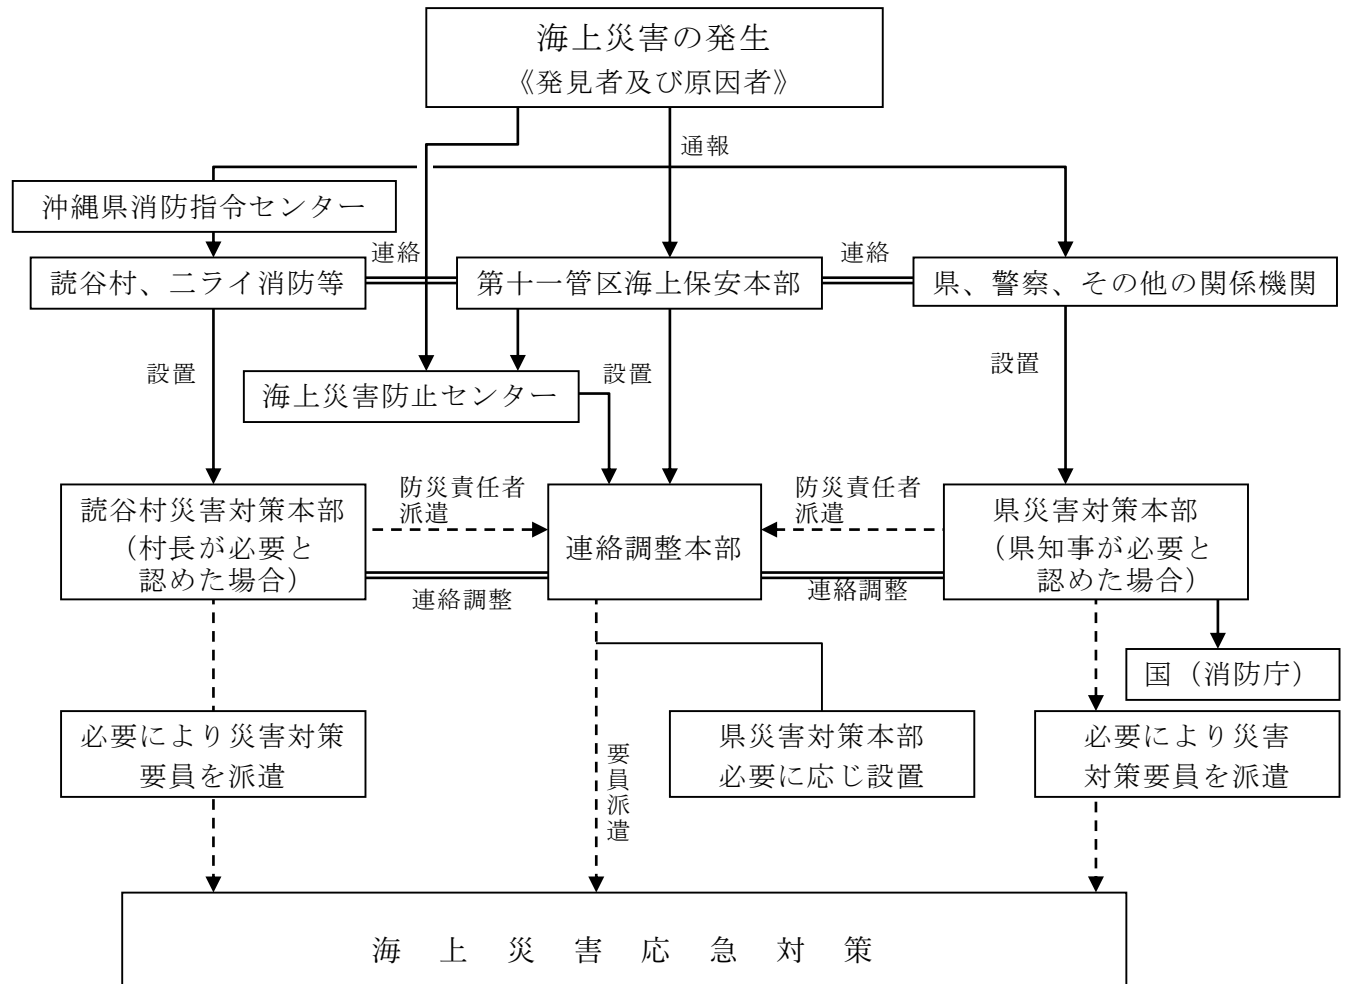 海上災害の発生
《発見者及び原因者》
通報
沖縄県消防指令センター
連絡
連絡
読谷村、ニライ消防等
第十一管区海上保安本部
県、警察、その他の関係機関
設置
設置
設置
海上災害防止センター
防災責任者
派遣
防災責任者
派遣
読谷村災害対策本部
（村長が必要と
認めた場合）
連絡調整本部
県災害対策本部
（県知事が必要と
認めた場合）
連絡調整
連絡調整
国（消防庁）
必要により災害対策
要員を派遣
要員派遣
県災害対策本部
必要に応じ設置
必要により災害
対策要員を派遣
海上災害応急対策